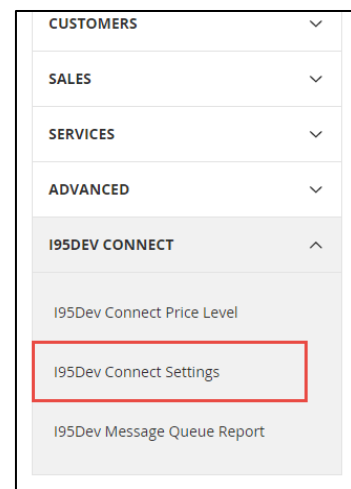 CUSTOMERS
SALES
SERVICES
ADVANCED
I95DEV CONNECT
I95Dev Connect Price Level
I95Dev Connect Settings
I95Dev Message Queue Report